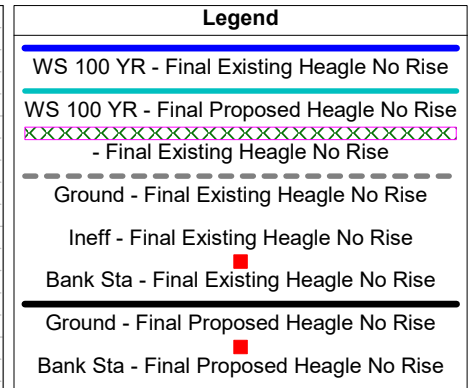 Legend
WS 100 YR - Final Existing Heagle No Rise
WS 100 YR - Final Proposed Heagle No Rise
- Final Existing Heagle No Rise
Ground - Final Existing Heagle No Rise
Ineff - Final Existing Heagle No Rise
Bank Sta - Final Existing Heagle No Rise
Ground - Final Proposed Heagle No Rise
Bank Sta - Final Proposed Heagle No Rise